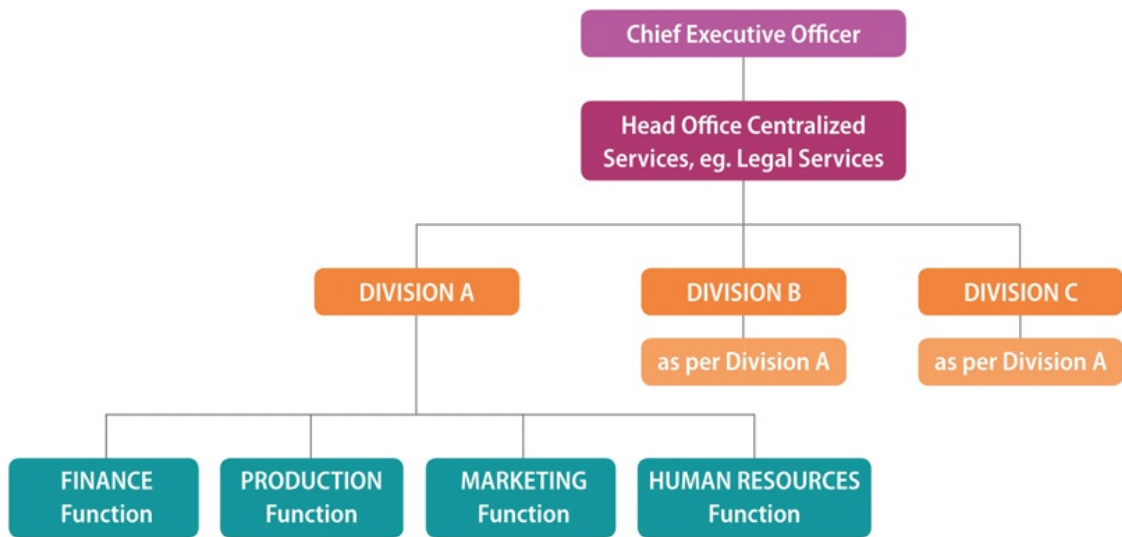 Chief Executive Officer
Head Office Centralized
Services, eg. Legal Services
DIVISION A
DIVISION B
DIVISION C
as per Division A
as per Division A
FINANCE
Function
PRODUCTION
Function
MARKETING
Function
HUMAN RESOURCES
Function